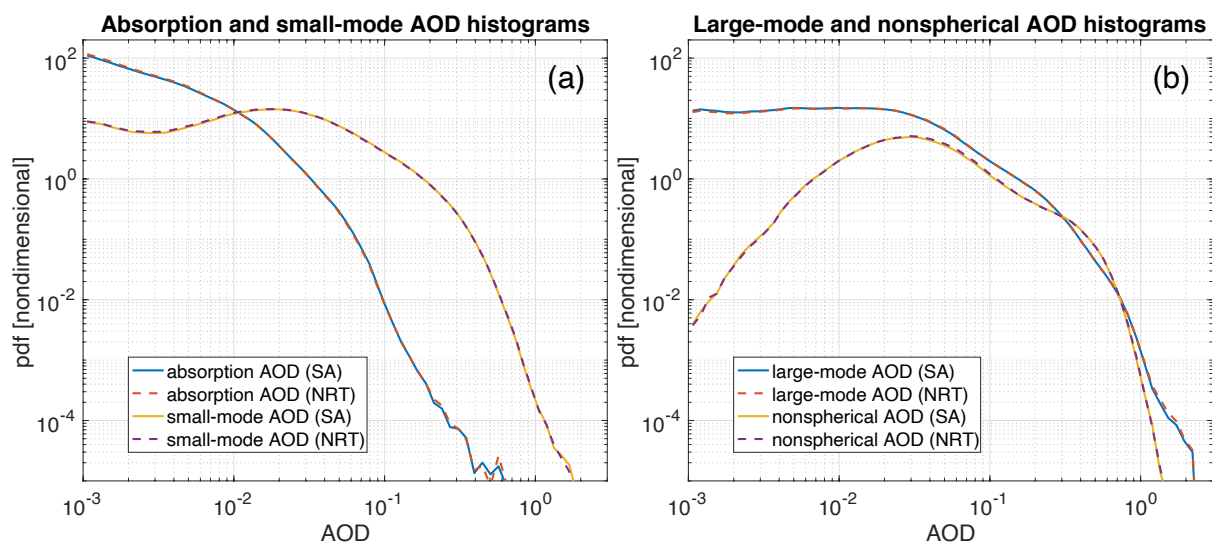 Absorption and small-mode AOD histograms
(a)
10^2
10^0
10^-2
10^-4
pdf [nondimensional]
absorption AOD (SA)
absorption AOD (NRT)
small-mode AOD (SA)
small-mode AOD (NRT)
10^-3
10^-2
10^-1
10^0
AOD
Large-mode and nonspherical AOD histograms
(b)
10^2
10^0
10^-2
10^-4
pdf [nondimensional]
large-mode AOD (SA)
large-mode AOD (NRT)
nonspherical AOD (SA)
nonspherical AOD (NRT)
10^-3
10^-2
10^-1
10^0
AOD